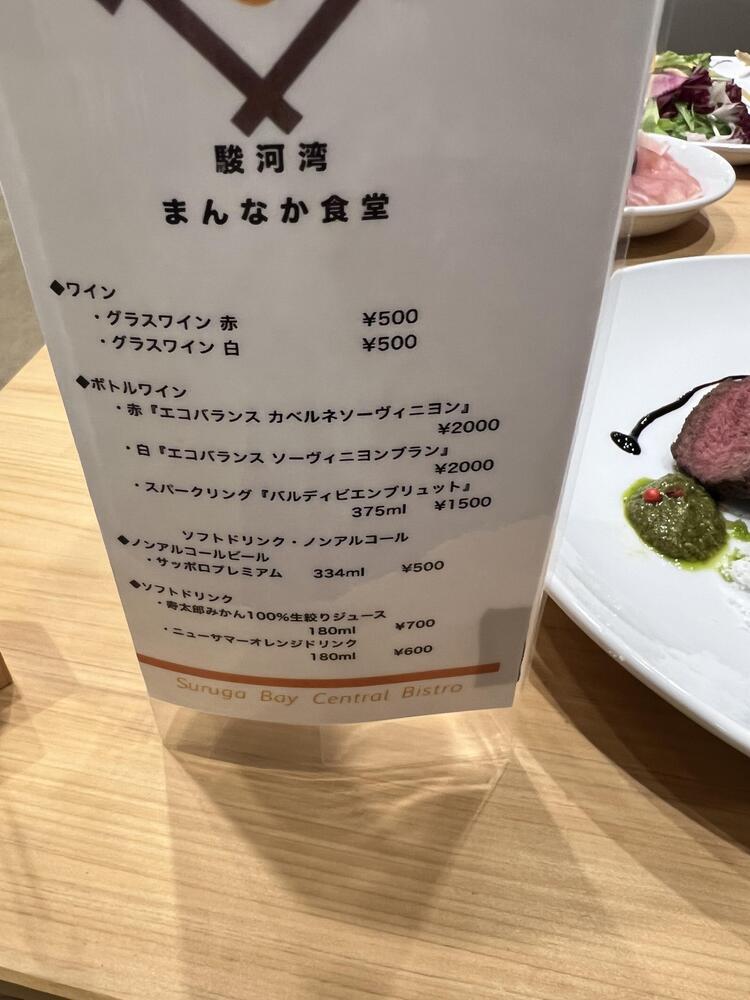 駿河湾
まんなか食堂
◆ワイン
・グラスワイン 赤 ¥500
・グラスワイン 白 ¥500
◆ボトルワイン
・赤『エコバランス カベルネソーヴィニヨン』
¥2000
・白『エコバランス ソーヴィニヨンブラン』
¥2000
・スパークリング『バルディビエンブリュット』
375ml ¥1500
ソフトドリンク・ノンアルコール
◆ノンアルコールビール
・サッポロプレミアム 334ml ¥500
◆ソフトドリンク
・寿太郎みかん100%生絞りジュース
180ml ¥700
・ニューサマーオレンジドリンク
180ml ¥600
Suruga Bay Central Bistro